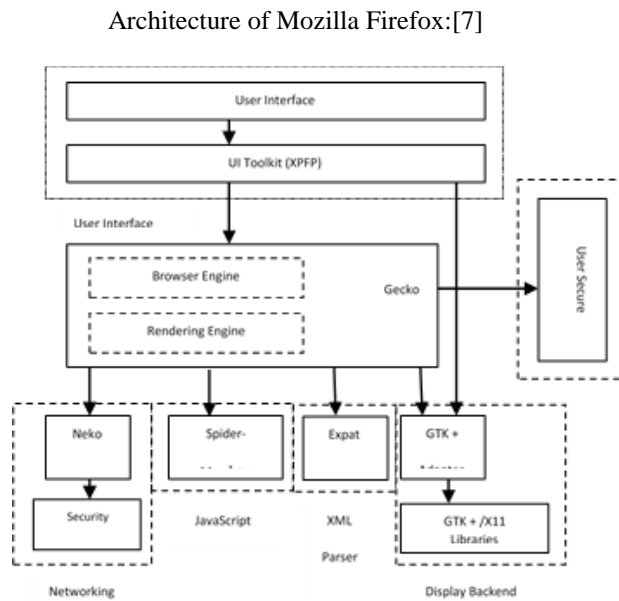 Architecture of Mozilla Firefox:[7]
User Interface
UI Toolkit (XPFP)
User Interface
User Secure
Browser Engine
Gecko
Rendering Engine
Neko
Spider-
Expat
GTK +
Security
JavaScript
XML
Parser
GTK + /X11
Libraries
Networking
Display Backend